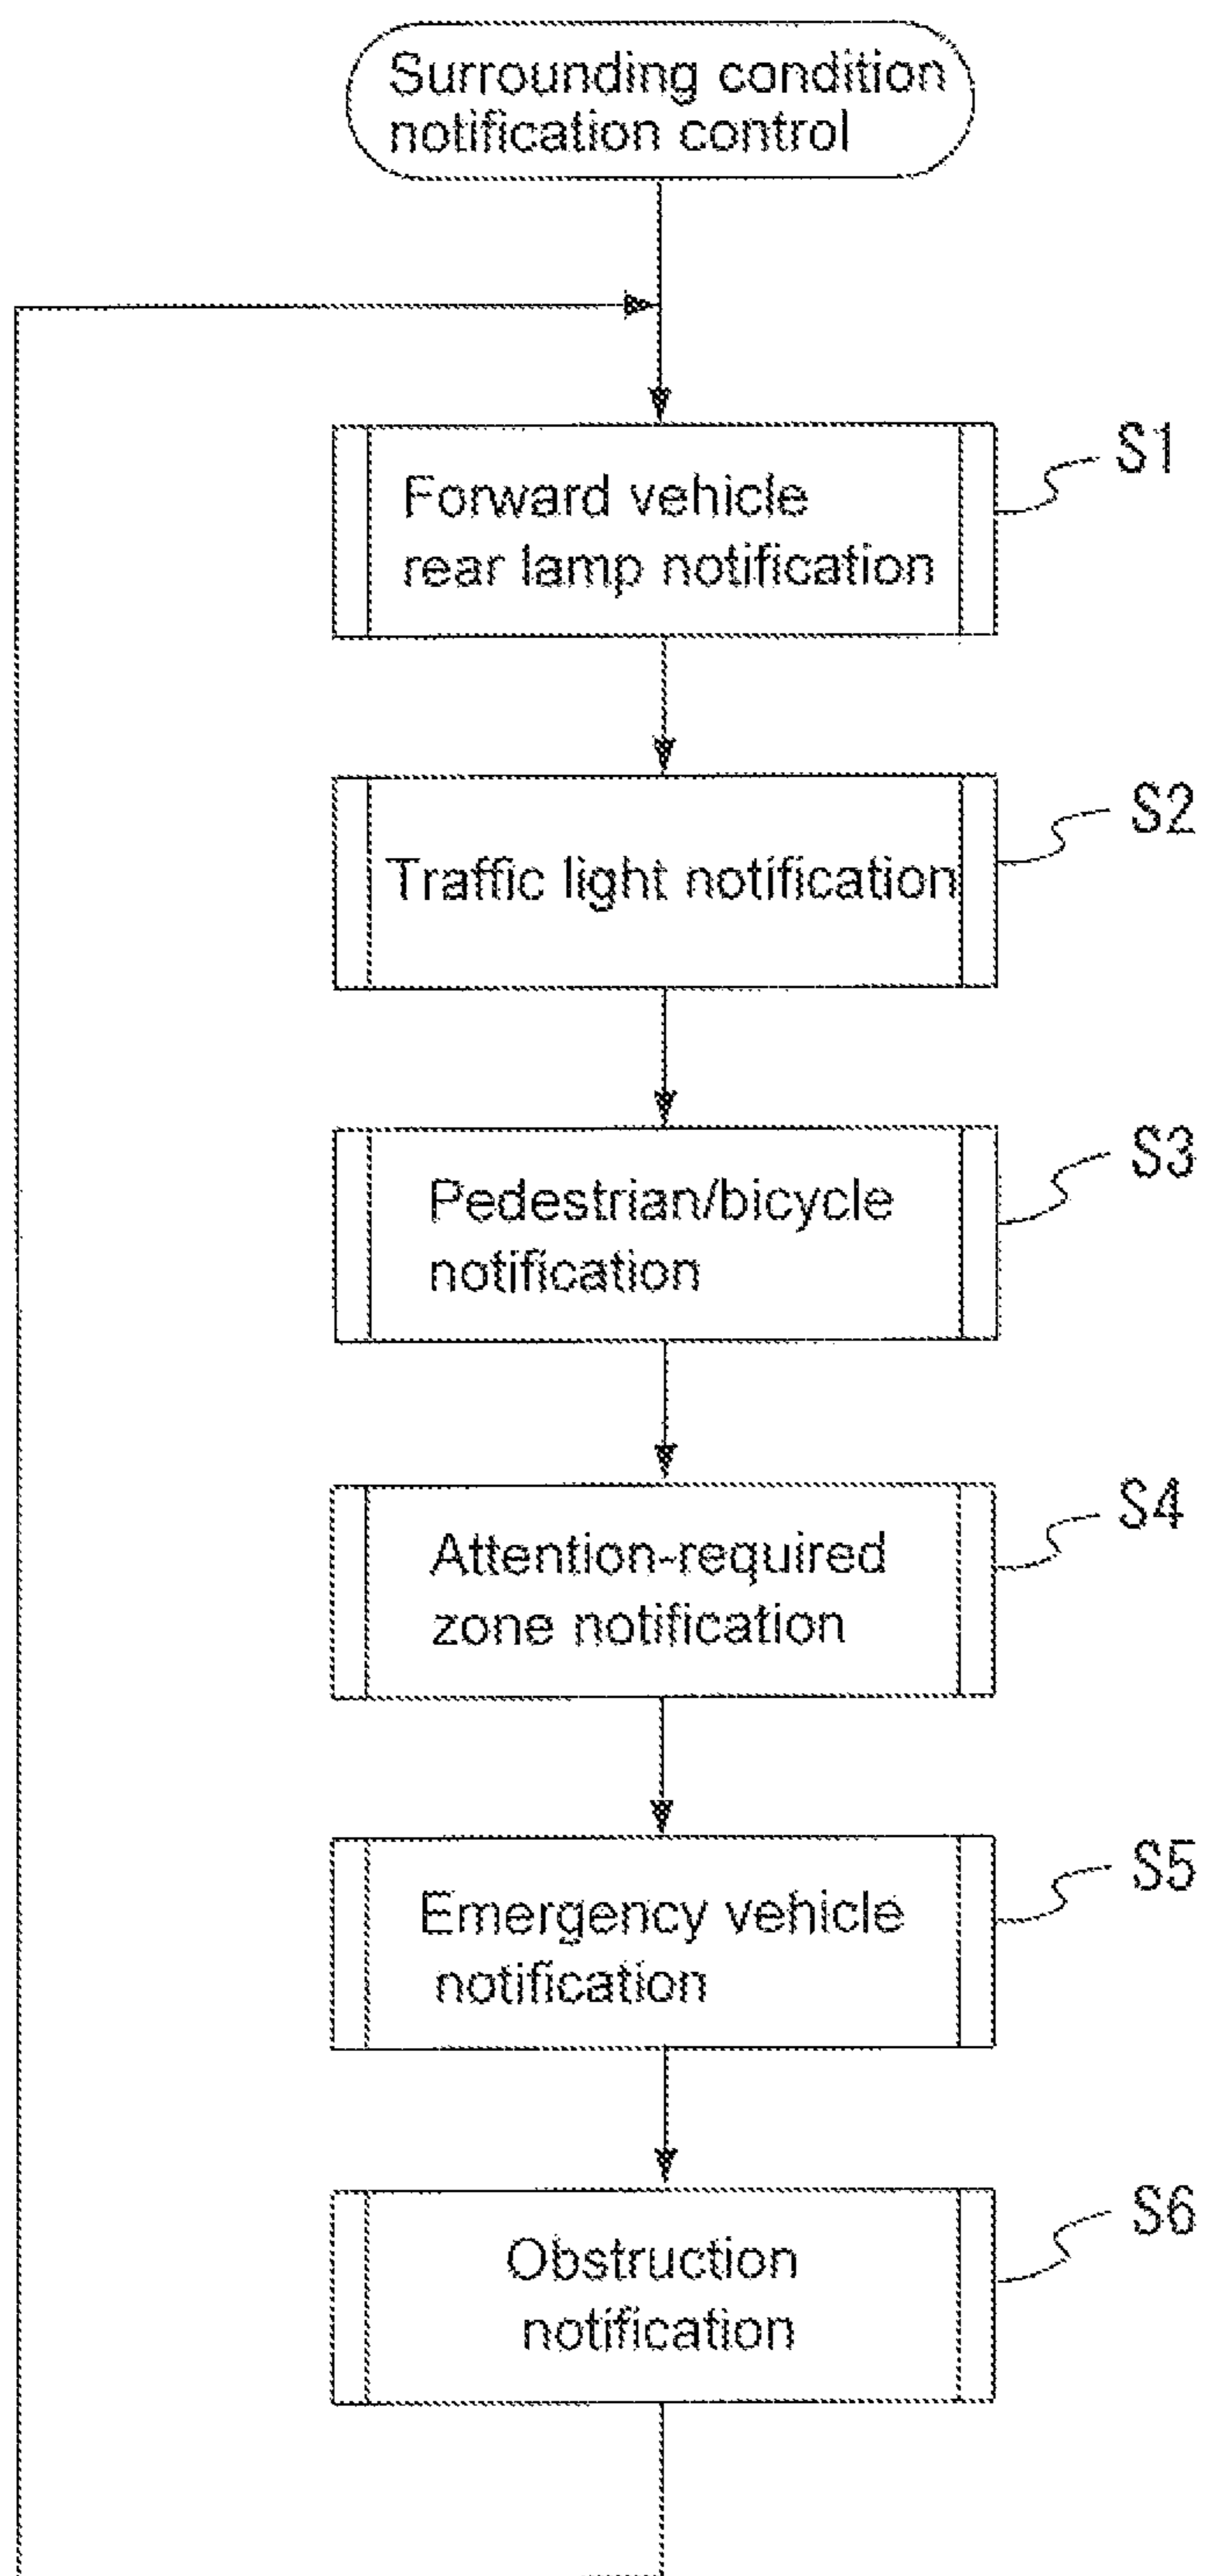 Surrounding condition
notification control
S1
Forward vehicle
rear lamp notification
S2
Traffic light notification
S3
Pedestrian/bicycle
notification
S4
Attention-required
zone notification
S5
Emergency vehicle
notification
S6
Obstruction
notification